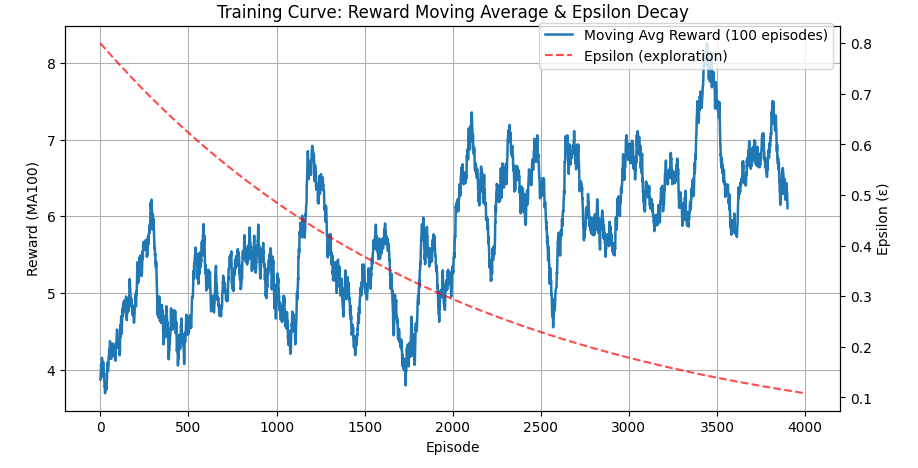 Training Curve: Reward Moving Average & Epsilon Decay
Moving Avg Reward (100 episodes)
Epsilon (exploration)
Reward (MA100)
8
7
6
5
4
0.8
0.7
0.6
0.5
0.4
0.3
0.2
0.1
Epsilon (ε)
0 500 1000 1500 2000 2500 3000 3500 4000
Episode